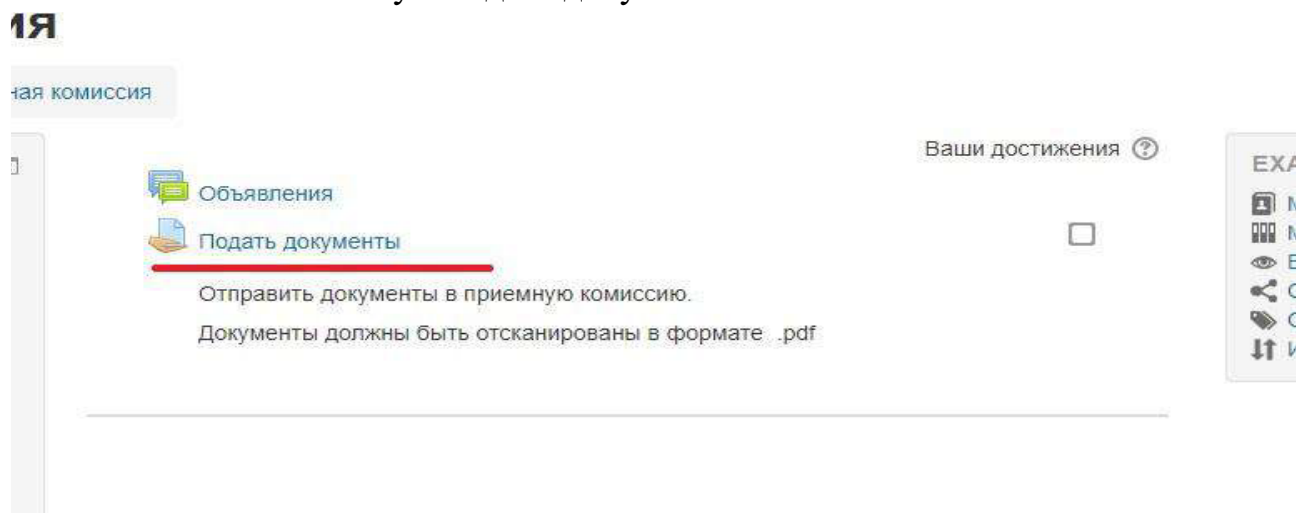 ия
ная комиссия
Ваши достижения
Объявления
Подать документы
Отправить документы в приемную комиссию.
Документы должны быть отсканированы в формате .pdf
EXA